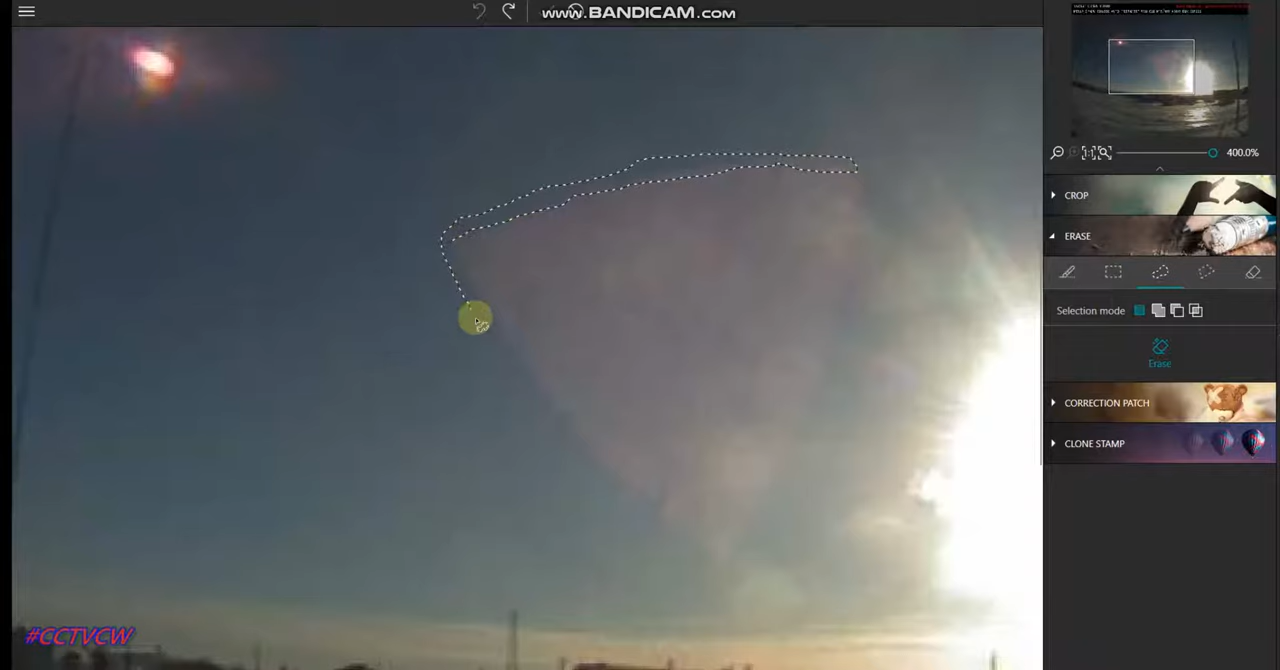 www.BANDICAM.com
400.0%
CROP
ERASE
Selection mode
Erase
CORRECTION PATCH
CLONE STAMP
#CCTVCW